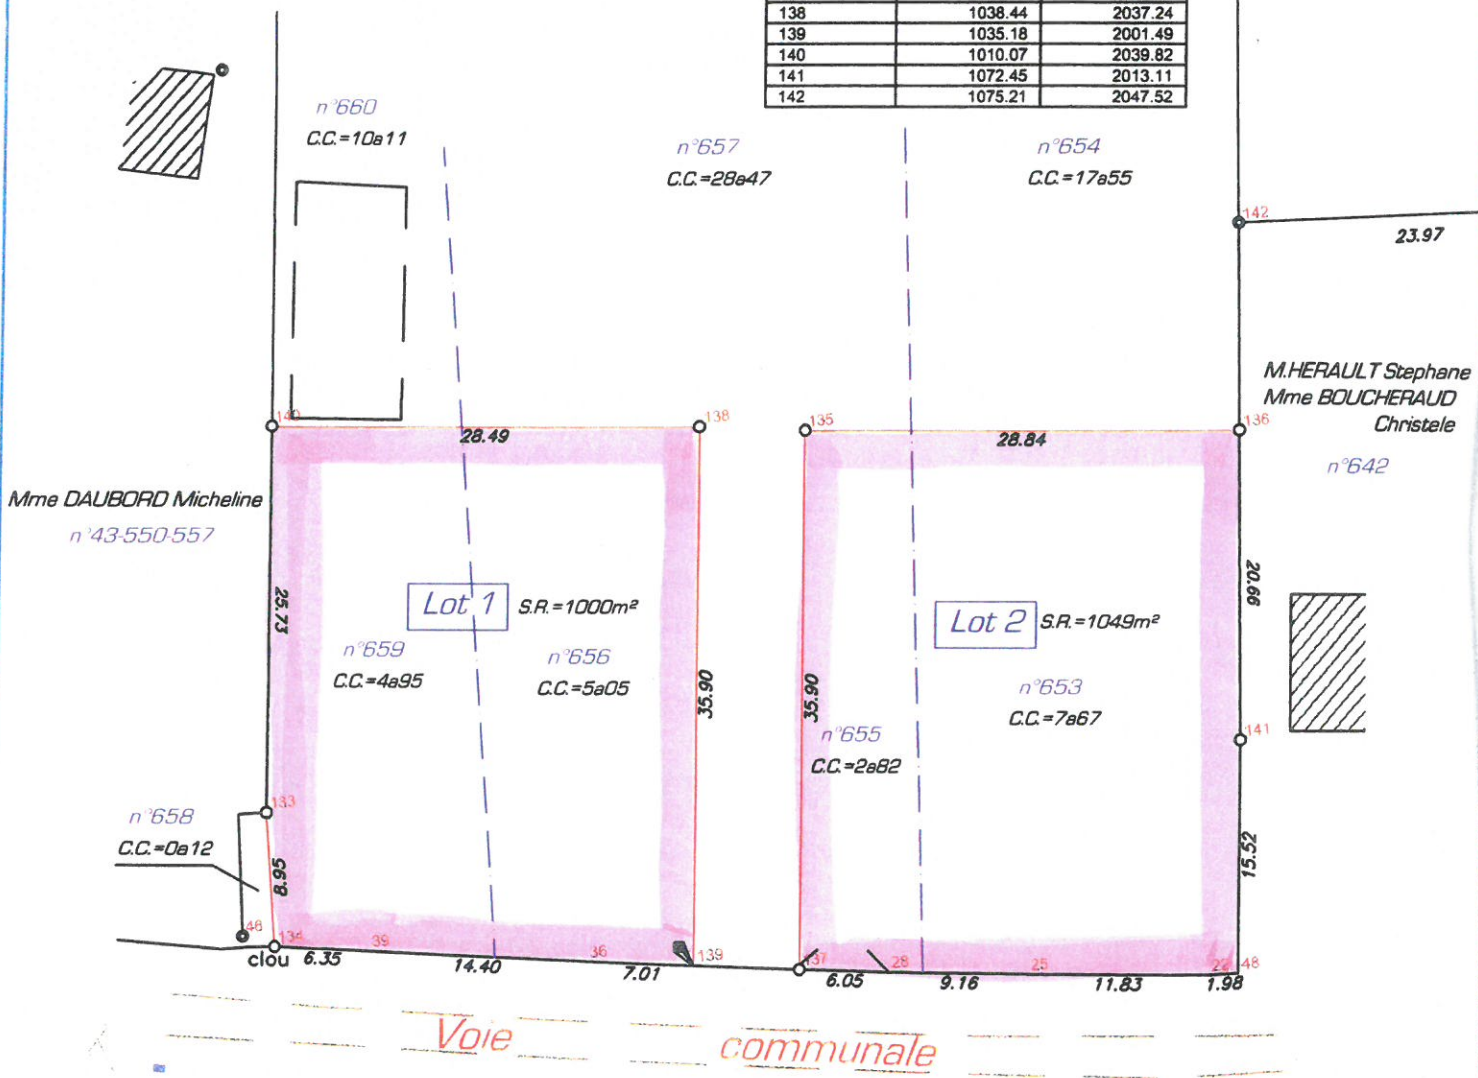 138 1038.44 2037.24
139 1035.18 2001.49
140 1010.07 2039.82
141 1072.45 2013.11
142 1075.21 2047.52
n°660
C.C.=10a11
n°657
C.C.=28a47
n°654
C.C.=17a55
142
23.97
M.HERAULT Stephane
Mme BOUCHERAUD
Christele
n°642
140
28.49
138
135
28.84
136
Mme DAUBORD Micheline
n°43-550-557
25.73
Lot 1
S.R.=1000m²
n°659
C.C.=4a95
n°656
C.C.=5a05
35.90
35.90
Lot 2
S.R.=1049m²
n°653
C.C.=7a67
n°655
C.C.=2a82
20.66
141
15.52
133
n°658
C.C.=0a12
8.95
46
134
39
36
139
137
28
25
22
48
clou
6.35
14.40
7.01
6.05
9.16
11.83
1.98
Voie communale